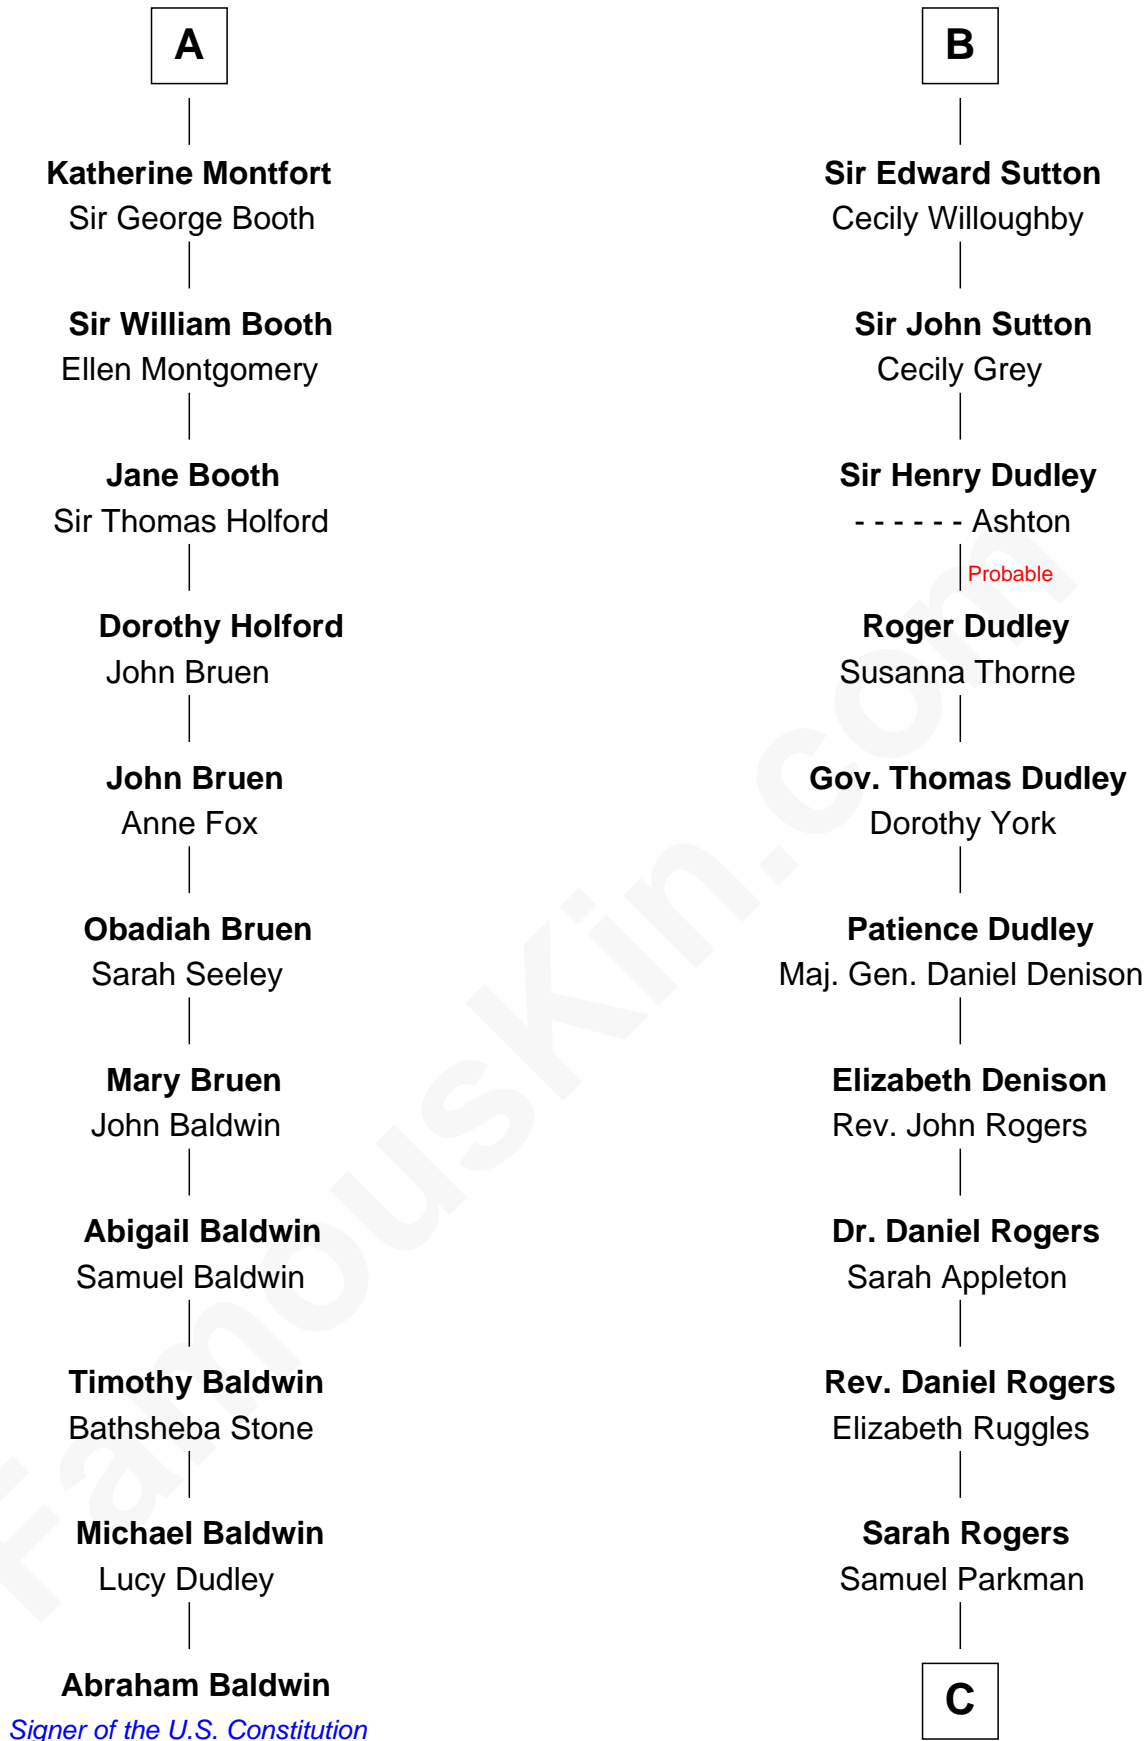 A
Katherine Montfort
Sir George Booth
Sir William Booth
Ellen Montgomery
Jane Booth
Sir Thomas Holford
Dorothy Holford
John Bruen
John Bruen
Anne Fox
Obadiah Bruen
Sarah Seeley
Mary Bruen
John Baldwin
Abigail Baldwin
Samuel Baldwin
Timothy Baldwin
Bathsheba Stone
Michael Baldwin
Lucy Dudley
Abraham Baldwin
Signer of the U.S. Constitution
B
Sir Edward Sutton
Cecily Willoughby
Sir John Sutton
Cecily Grey
Sir Henry Dudley
- - - - - - Ashton
Probable
Roger Dudley
Susanna Thorne
Gov. Thomas Dudley
Dorothy York
Patience Dudley
Maj. Gen. Daniel Denison
Elizabeth Denison
Rev. John Rogers
Dr. Daniel Rogers
Sarah Appleton
Rev. Daniel Rogers
Elizabeth Ruggles
Sarah Rogers
Samuel Parkman
C
FamousKin.com